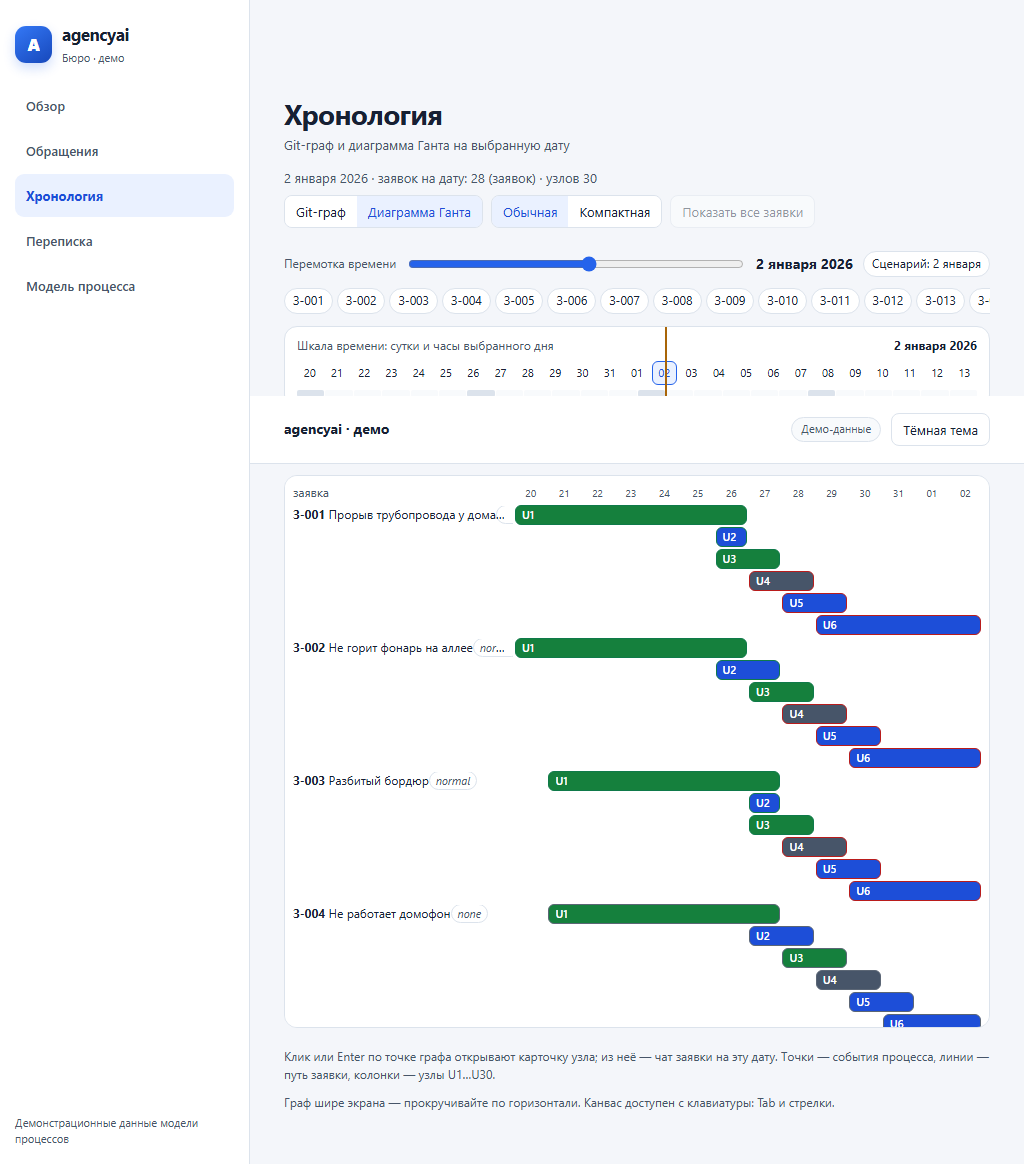 A
agencyai
Бюро · демо
Обзор
Обращения
Хронология
Переписка
Модель процесса
Демонстрационные данные модели
процессов
Хронология
Git-граф и диаграмма Ганта на выбранную дату
2 января 2026 · заявок на дату: 28 (заявок) · узлов 30
Git-граф Диаграмма Ганта Обычная Компактная Показать все заявки
Перемотка времени 2 января 2026 Сценарий: 2 января
З-001 З-002 З-003 З-004 З-005 З-006 З-007 З-008 З-009 З-010 З-011 З-012 З-013 З-
Шкала времени: сутки и часы выбранного дня 2 января 2026
20 21 22 23 24 25 26 27 28 29 30 31 01 02 03 04 05 06 07 08 09 10 11 12 13
agencyai · демо Демо-данные Тёмная тема
заявка 20 21 22 23 24 25 26 27 28 29 30 31 01 02
З-001 Прорыв трубопровода у дома… U1
U2
U3
U4
U5
U6
З-002 Не горит фонарь на аллее nor… U1
U2
U3
U4
U5
U6
З-003 Разбитый бордюр normal U1
U2
U3
U4
U5
U6
З-004 Не работает домофон none U1
U2
U3
U4
U5
U6
Клик или Enter по точке графа открывают карточку узла; из неё — чат заявки на эту дату. Точки — события процесса, линии —
путь заявки, колонки — узлы U1…U30.
Граф шире экрана — прокручивайте по горизонтали. Канвас доступен с клавиатуры: Tab и стрелки.